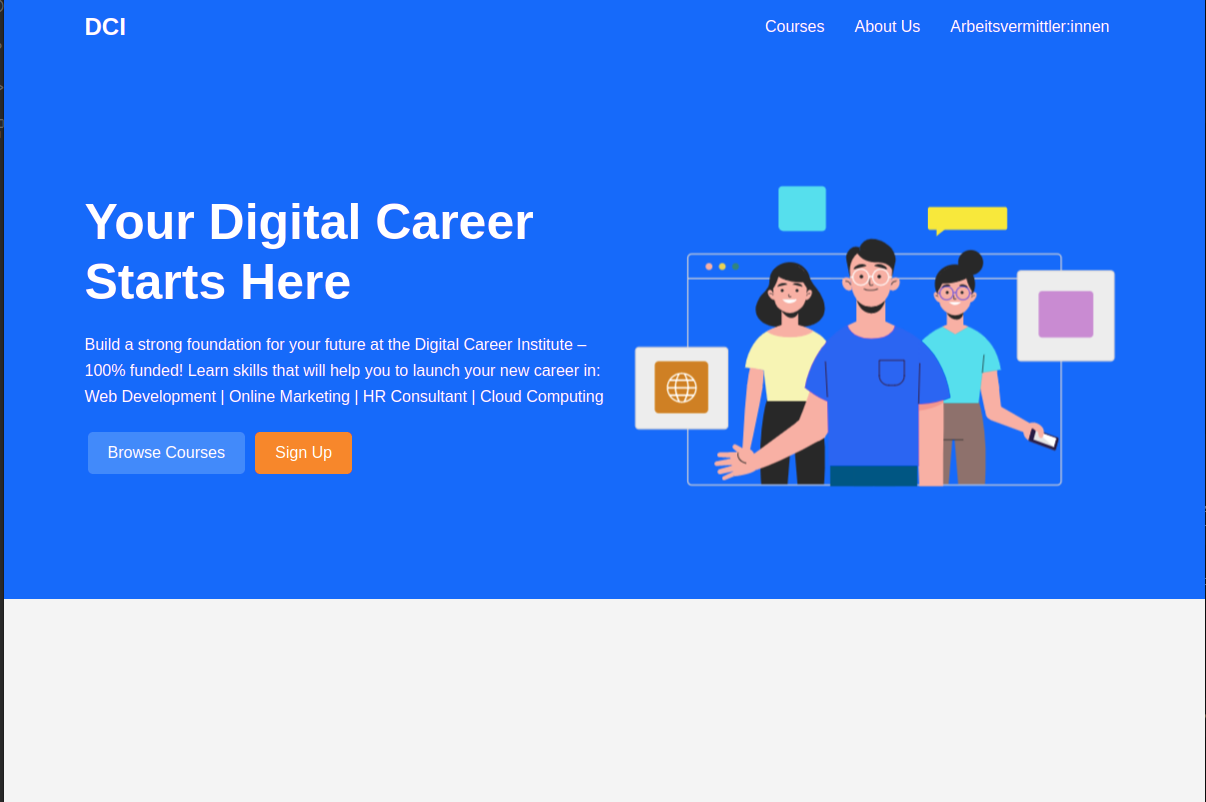 DCI
Courses
About Us
Arbeitsvermittler:innen
Your Digital Career
Starts Here
Build a strong foundation for your future at the Digital Career Institute –
100% funded! Learn skills that will help you to launch your new career in:
Web Development | Online Marketing | HR Consultant | Cloud Computing
Browse Courses
Sign Up